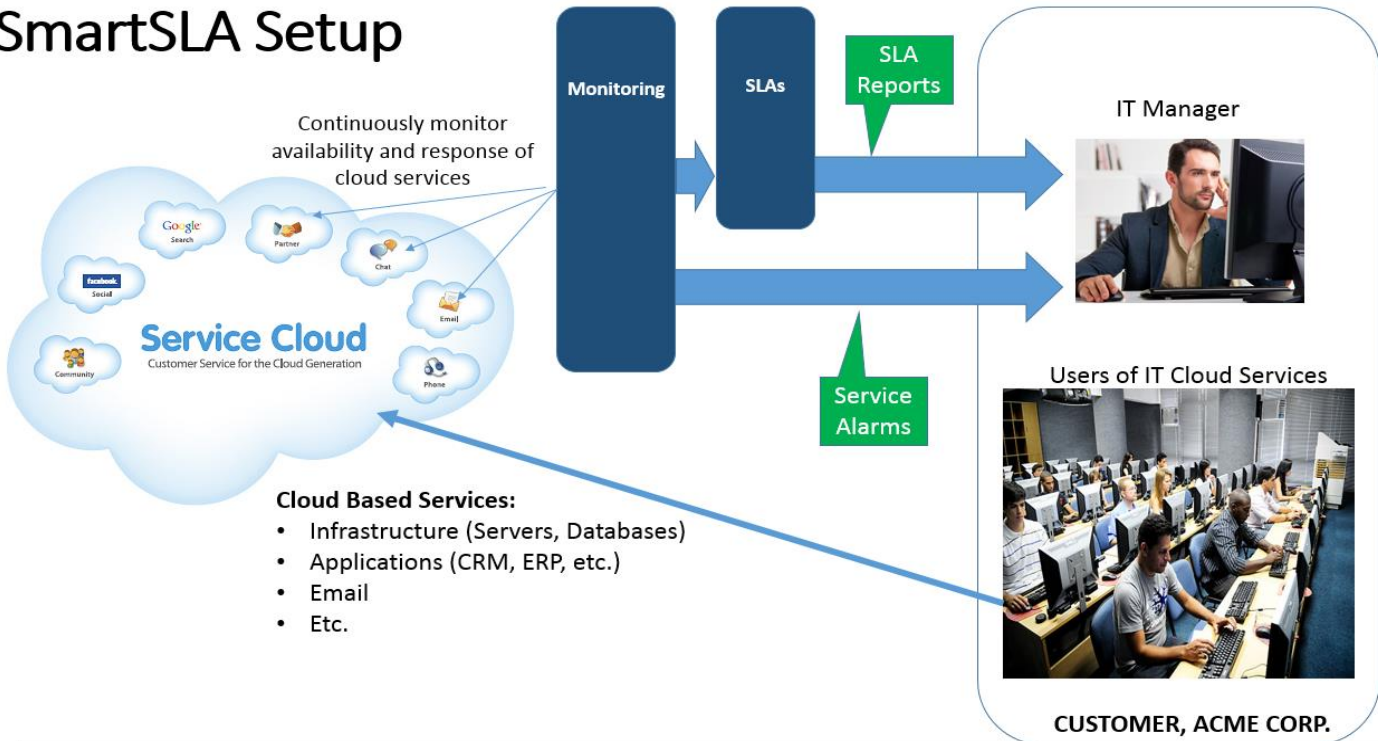 SmartSLA Setup
Continuously monitor
availability and response of
cloud services
Monitoring
SLAs
SLA
Reports
IT Manager
Google
Search
Partner
Chat
facebook
Social
Email
Service Cloud
Customer Service for the Cloud Generation
Community
Phone
Service
Alarms
Users of IT Cloud Services
Cloud Based Services:
• Infrastructure (Servers, Databases)
• Applications (CRM, ERP, etc.)
• Email
• Etc.
CUSTOMER, ACME CORP.